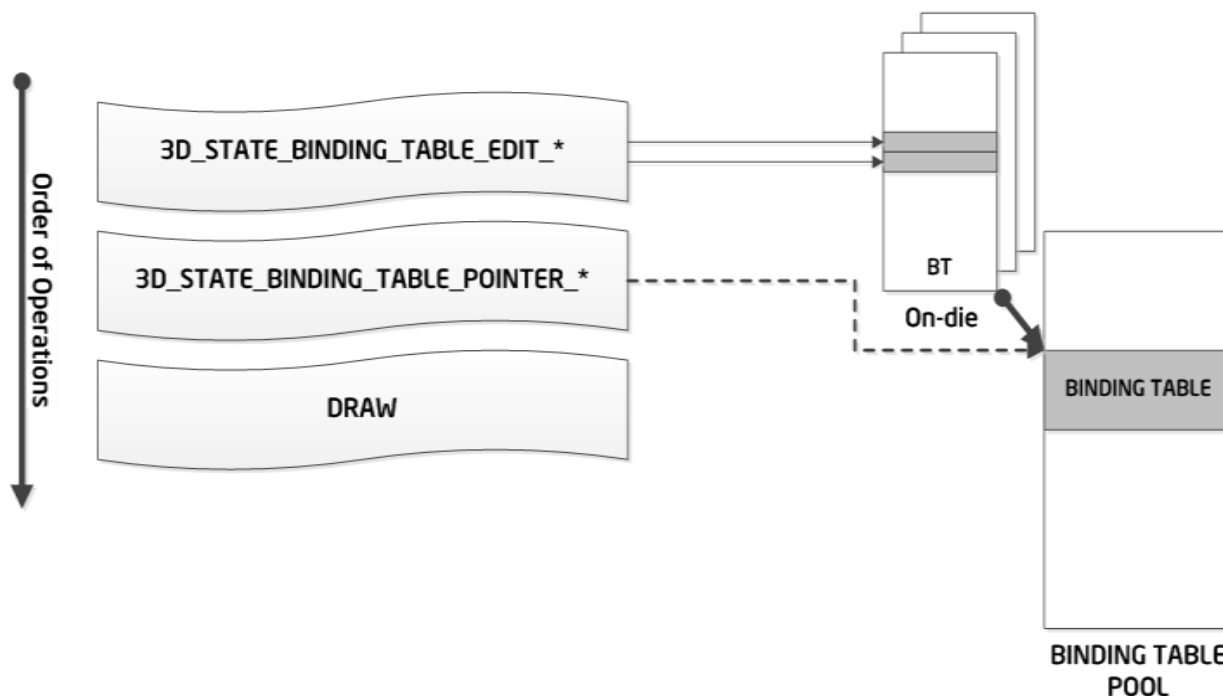 Order of Operations
3D_STATE_BINDING_TABLE_EDIT_*
3D_STATE_BINDING_TABLE_POINTER_*
DRAW
BT
On-die
BINDING TABLE
BINDING TABLE
POOL